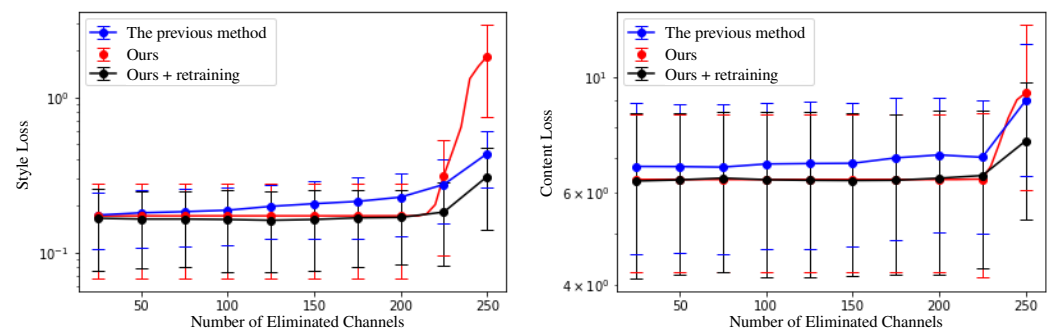 The previous method
Ours
Ours + retraining
10⁰
10⁻¹
Style Loss
50
100
150
200
250
Number of Eliminated Channels
The previous method
Ours
Ours + retraining
10¹
6 × 10⁰
4 × 10⁰
Content Loss
50
100
150
200
250
Number of Eliminated Channels